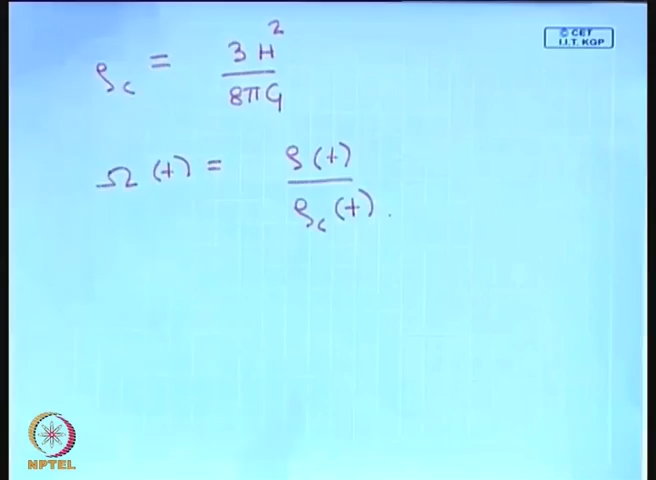 ρc = 3H² / 8πG
© CET
I.I.T. KGP
Ω(t) = ρ(t) / ρc(t).
NPTEL